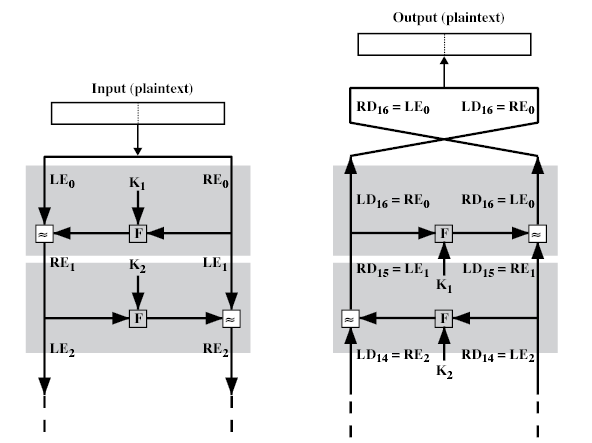 Output (plaintext)
Input (plaintext)
RD16 = LE0 LD16 = RE0
LE0 K1 RE0
LD16 = RE0 RD16 = LE0
≈ F
F ≈
RE1 K2 LE1
RD15 = LE1 LD15 = RE1
K1
F ≈
≈ F
LE2 RE2
LD14 = RE2 RD14 = LE2
K2